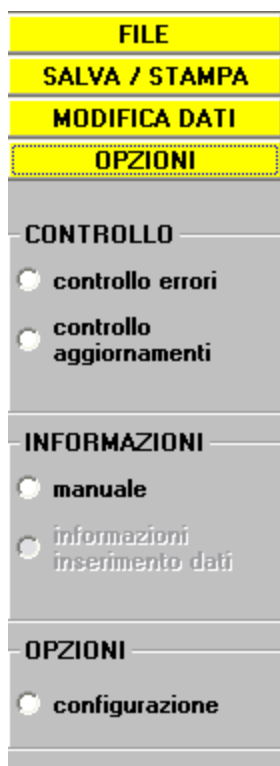 FILE
SALVA / STAMPA
MODIFICA DATI
OPZIONI
CONTROLLO
controllo errori
controllo
aggiornamenti
INFORMAZIONI
manuale
informazioni
inserimento dati
OPZIONI
configurazione